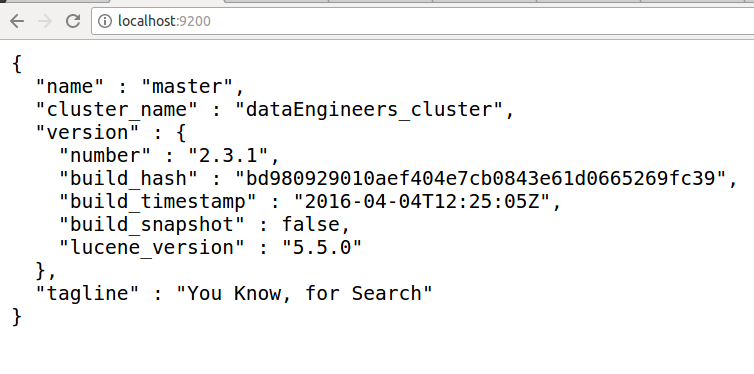 localhost:9200
{
"name" : "master",
"cluster_name" : "dataEngineers_cluster",
"version" : {
"number" : "2.3.1",
"build_hash" : "bd980929010aef404e7cb0843e61d0665269fc39",
"build_timestamp" : "2016-04-04T12:25:05Z",
"build_snapshot" : false,
"lucene_version" : "5.5.0"
},
"tagline" : "You Know, for Search"
}